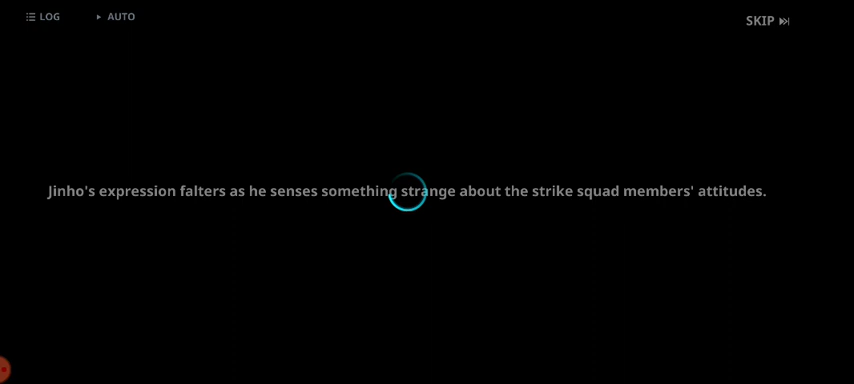 LOG
AUTO
SKIP
Jinho's expression falters as he senses something strange about the strike squad members' attitudes.